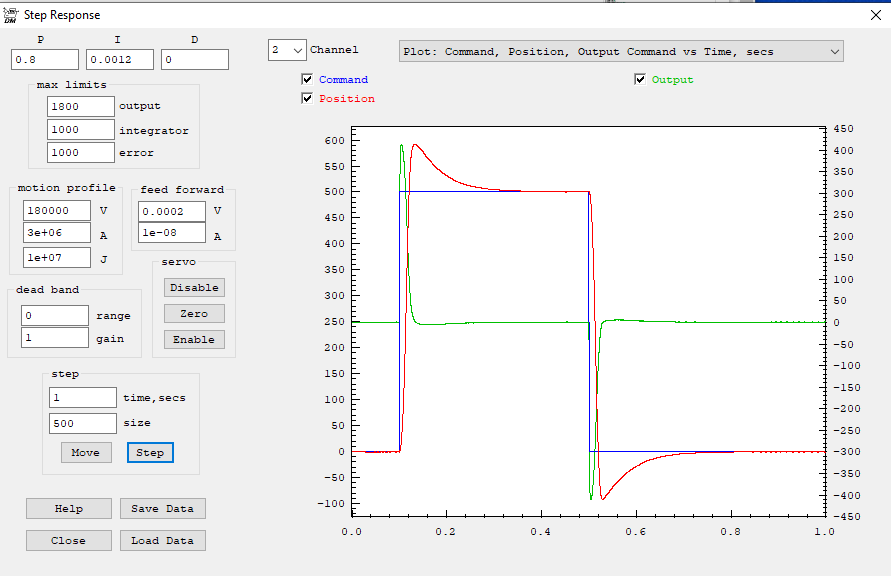 Step Response
P I D
0.8 0.0012 0
max limits
1800 output
1000 integrator
1000 error
motion profile
180000 V
3e+06 A
1e+07 J
feed forward
0.0002 V
1e-08 A
servo
Disable
Zero
Enable
dead band
0 range
1 gain
step
1 time,secs
500 size
Move Step
Help Save Data
Close Load Data
2 Channel
Plot: Command, Position, Output Command vs Time, secs
Command
Position
Output
600
550
500
450
400
350
300
250
200
150
100
50
0
-50
-100
450
400
350
300
250
200
150
100
50
0
-50
-100
-150
-200
-250
-300
-350
-400
-450
0.0 0.2 0.4 0.6 0.8 1.0